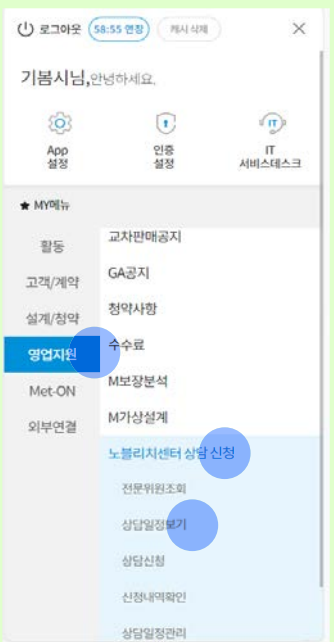 로그아웃 58:55 연장 캐시 삭제
기봄시님,안녕하세요.
App 설정
인증 설정
IT 서비스데스크
★ MY메뉴
활동
고객/계약
설계/청약
영업지원
Met-ON
외부연결
교차판매공지
GA공지
청약사항
수수료
M보장분석
M가상설계
노블리치센터 상담 신청
전문위원조회
상담일정보기
상담신청
신청내역확인
상담일정관리